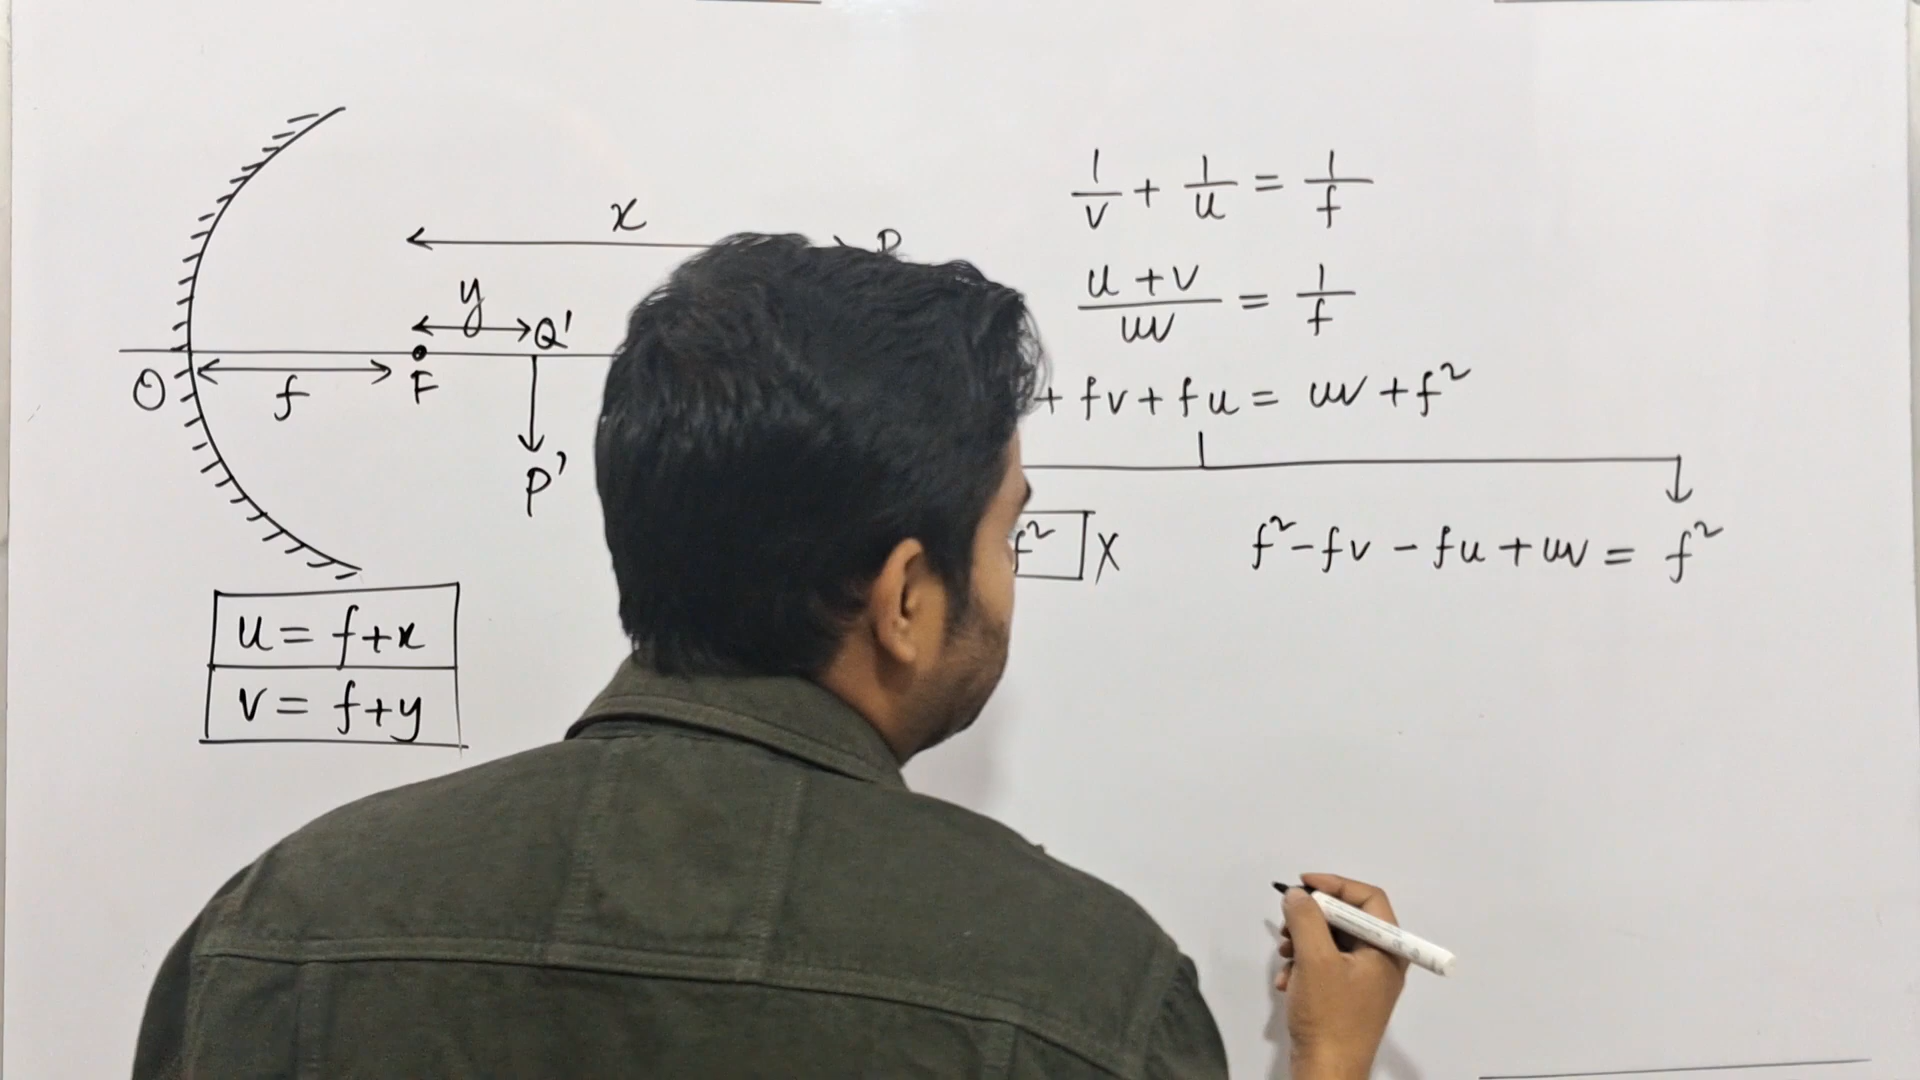 x
P
y
Q'
O
f
F
P'
u = f+x
v = f+y
1/v + 1/u = 1/f
u+v/uv = 1/f
+ fv + fu = uv + f²
f² X
f² - fv - fu + uv = f²